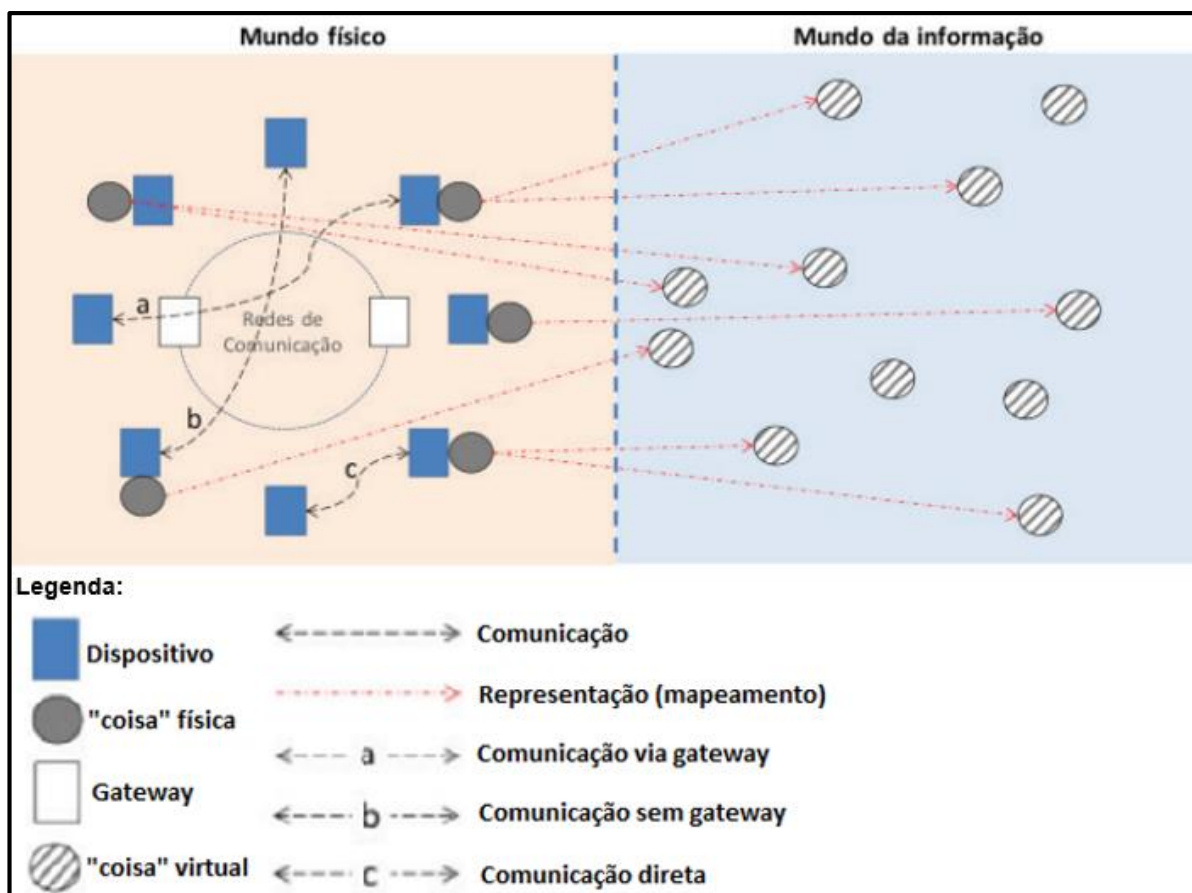 Mundo físico
Mundo da informação
a
Redes de
Comunicação
b
c
Legenda:
Dispositivo
"coisa" física
Gateway
"coisa" virtual
Comunicação
Representação (mapeamento)
a
Comunicação via gateway
b
Comunicação sem gateway
c
Comunicação direta